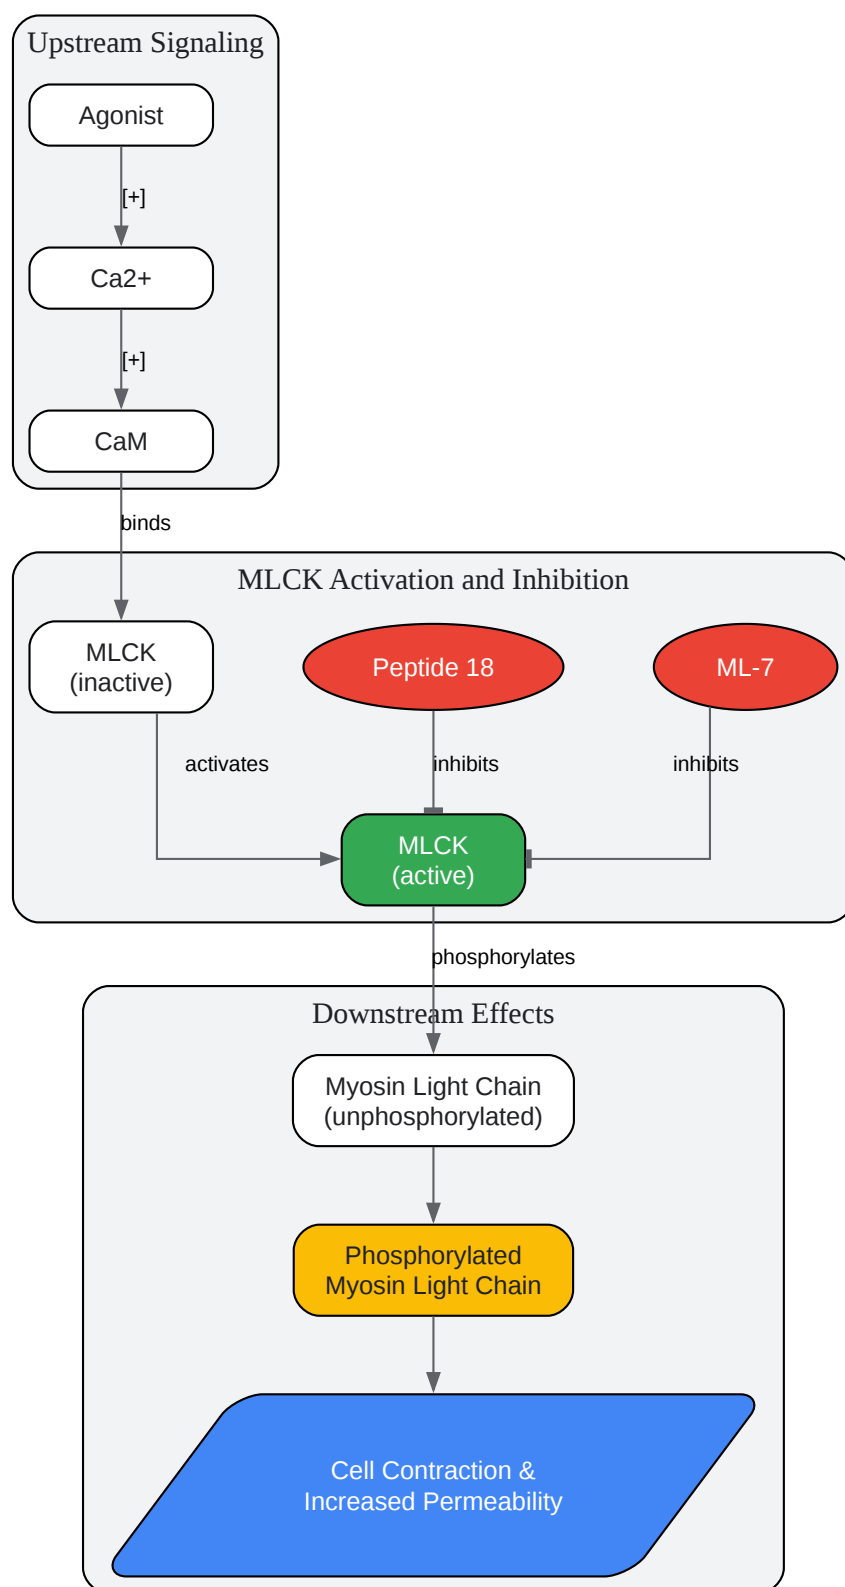 Upstream Signaling
Agonist
[+]
Ca2+
[+]
CaM
binds
MLCK Activation and Inhibition
MLCK
(inactive)
Peptide 18
ML-7
activates
inhibits
inhibits
MLCK
(active)
phosphorylates
Downstream Effects
Myosin Light Chain
(unphosphorylated)
Phosphorylated
Myosin Light Chain
Cell Contraction &
Increased Permeability